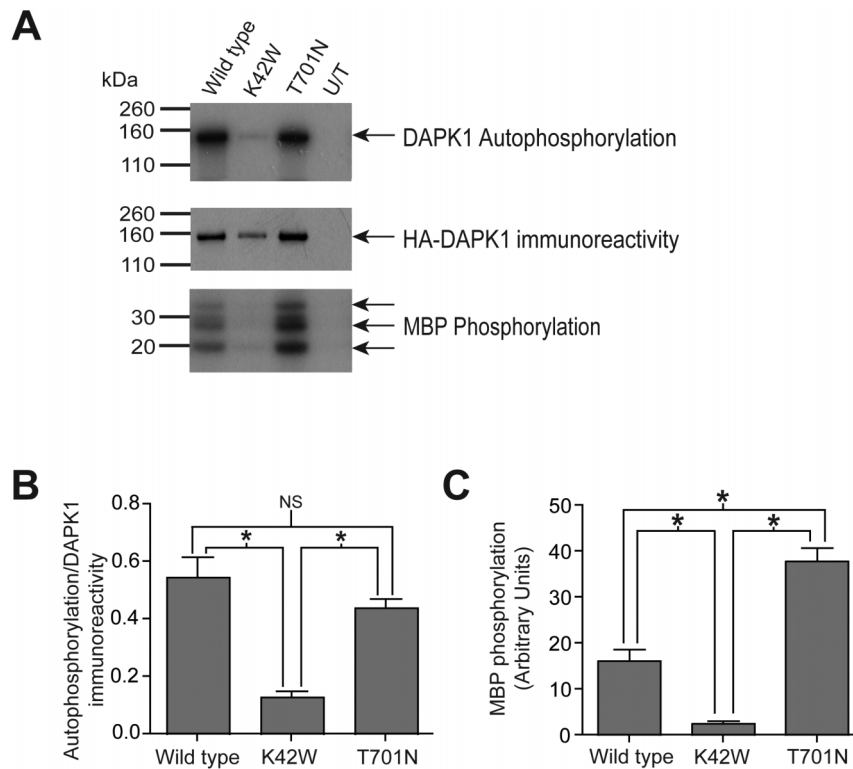 A
kDa
Wild type
K42W
T701N
U/T
260
160
110
DAPK1 Autophosphorylation
260
160
110
HA-DAPK1 immunoreactivity
30
20
MBP Phosphorylation
B
Autophosphorylation/DAPK1
immunoreactivity
0.8
0.6
0.4
0.2
0.0
NS
*
*
Wild type
K42W
T701N
C
MBP phosphorylation
(Arbitrary Units)
50
40
30
20
10
0
*
*
*
Wild type
K42W
T701N